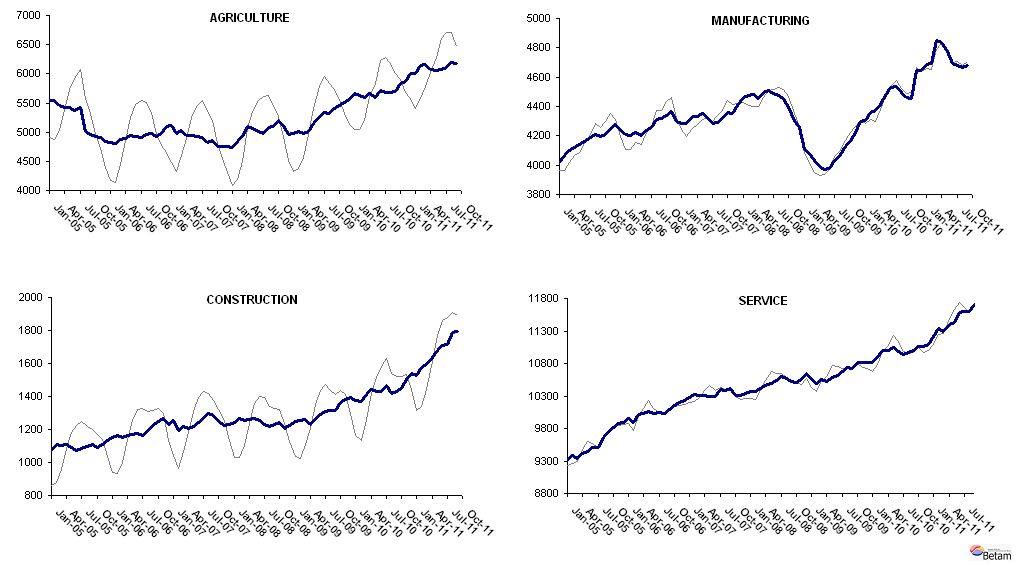 AGRICULTURE
7000
6000
5500
5000
4500
4000
Jan-05
Apr-05
Jul-05
Oct-05
Jan-06
Apr-06
Jul-06
Oct-06
Jan-07
Apr-07
Jul-07
Oct-07
Jan-08
Apr-08
Jul-08
Oct-08
Jan-09
Apr-09
Jul-09
Oct-09
Jan-10
Apr-10
Jul-10
Oct-10
Jan-11
Apr-11
Jul-11
Oct-11
MANUFACTURING
5000
4800
4600
4400
4200
4000
3800
Jan-05
Apr-05
Jul-05
Oct-05
Jan-06
Apr-06
Jul-06
Oct-06
Jan-07
Apr-07
Jul-07
Oct-07
Jan-08
Apr-08
Jul-08
Oct-08
Jan-09
Apr-09
Jul-09
Oct-09
Jan-10
Apr-10
Jul-10
Oct-10
Jan-11
Apr-11
Jul-11
Oct-11
CONSTRUCTION
2000
1800
1600
1400
1200
1000
800
Jan-05
Apr-05
Jul-05
Oct-05
Jan-06
Apr-06
Jul-06
Oct-06
Jan-07
Apr-07
Jul-07
Oct-07
Jan-08
Apr-08
Jul-08
Oct-08
Jan-09
Apr-09
Jul-09
Oct-09
Jan-10
Apr-10
Jul-10
Oct-10
Jan-11
Apr-11
Jul-11
Oct-11
SERVICE
11800
11300
10800
10300
9800
9300
8800
Jan-05
Apr-05
Jul-05
Oct-05
Jan-06
Apr-06
Jul-06
Oct-06
Jan-07
Apr-07
Jul-07
Oct-07
Jan-08
Apr-08
Jul-08
Oct-08
Jan-09
Apr-09
Jul-09
Oct-09
Jan-10
Apr-10
Jul-10
Oct-10
Jan-11
Apr-11
Jul-11
Betam